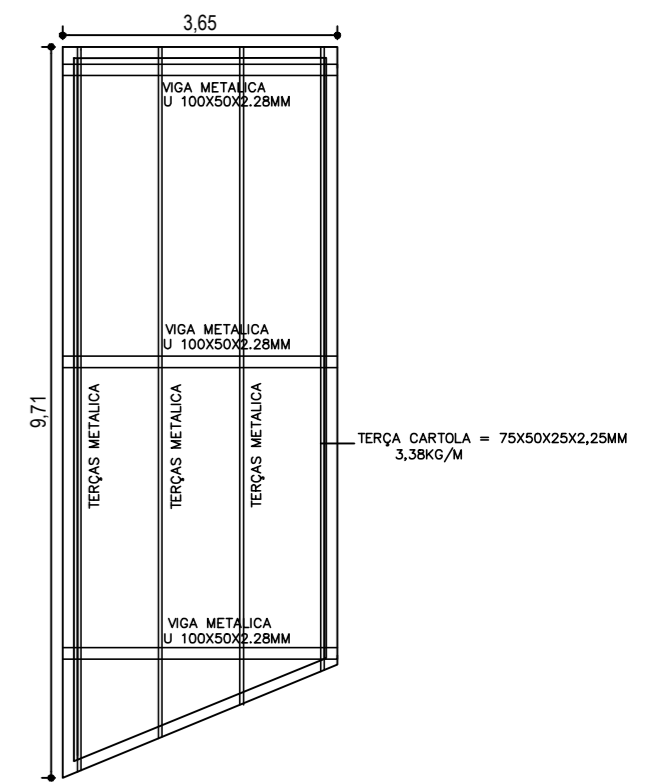 3,65
VIGA METALICA
U 100X50X2.28MM
VIGA METALICA
U 100X50X2.28MM
9,71
TERÇAS METALICA
TERÇAS METALICA
TERÇAS METALICA
TERÇA CARTOLA = 75X50X25X2,25MM
3,38KG/M
VIGA METALICA
U 100X50X2.28MM